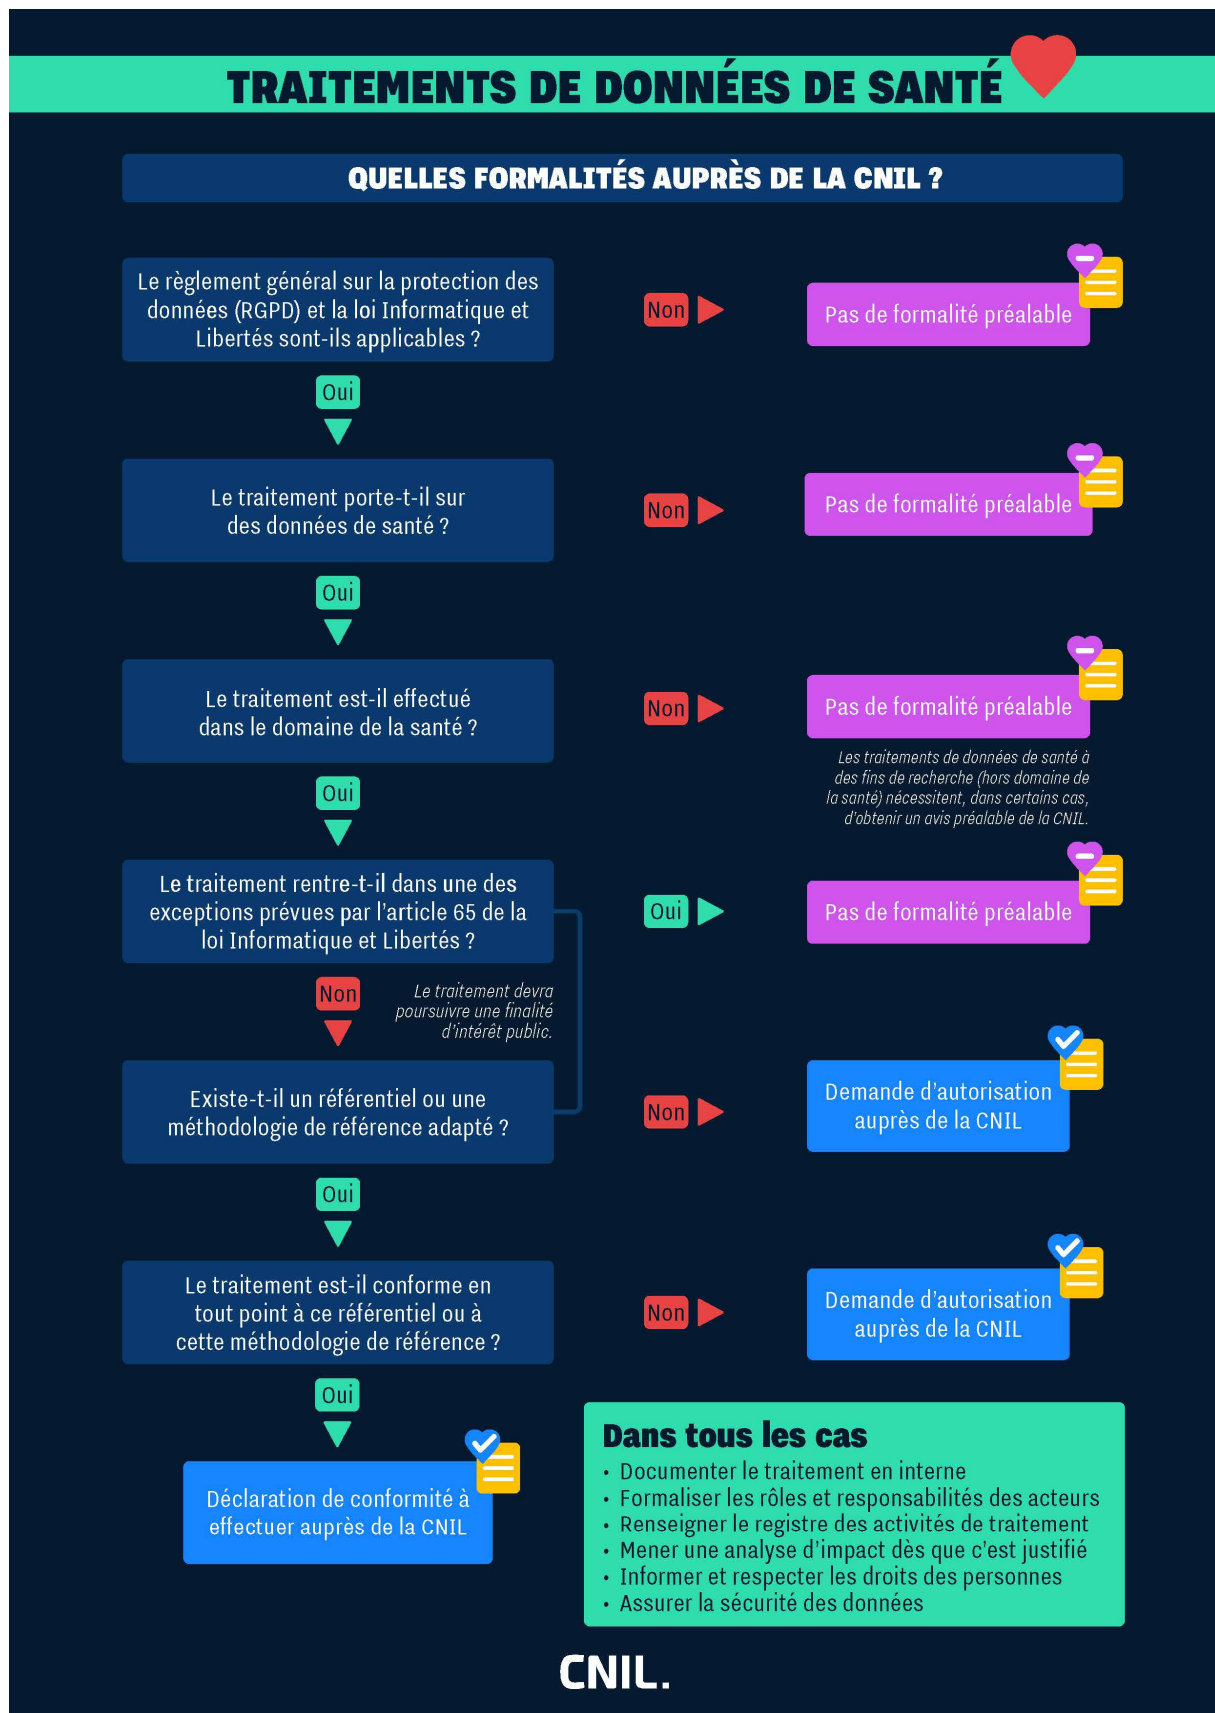 TRAITEMENTS DE DONNÉES DE SANTÉ
QUELLES FORMALITÉS AUPRÈS DE LA CNIL ?
Le règlement général sur la protection des
données (RGPD) et la loi Informatique et
Libertés sont-ils applicables ?
Non
Pas de formalité préalable
Oui
Le traitement porte-t-il sur
des données de santé ?
Non
Pas de formalité préalable
Oui
Le traitement est-il effectué
dans le domaine de la santé ?
Non
Pas de formalité préalable
Les traitements de données de santé à
des fins de recherche (hors domaine de
la santé) nécessitent, dans certains cas,
d'obtenir un avis préalable de la CNIL.
Oui
Le traitement rentre-t-il dans une des
exceptions prévues par l'article 65 de la
loi Informatique et Libertés ?
Oui
Pas de formalité préalable
Non
Le traitement devra
poursuivre une finalité
d'intérêt public.
Existe-t-il un référentiel ou une
méthodologie de référence adapté ?
Non
Demande d'autorisation
auprès de la CNIL
Oui
Le traitement est-il conforme en
tout point à ce référentiel ou à
cette méthodologie de référence ?
Non
Demande d'autorisation
auprès de la CNIL
Oui
Déclaration de conformité à
effectuer auprès de la CNIL
Dans tous les cas
• Documenter le traitement en interne
• Formaliser les rôles et responsabilités des acteurs
• Renseigner le registre des activités de traitement
• Mener une analyse d'impact dès que c'est justifié
• Informer et respecter les droits des personnes
• Assurer la sécurité des données
CNIL.